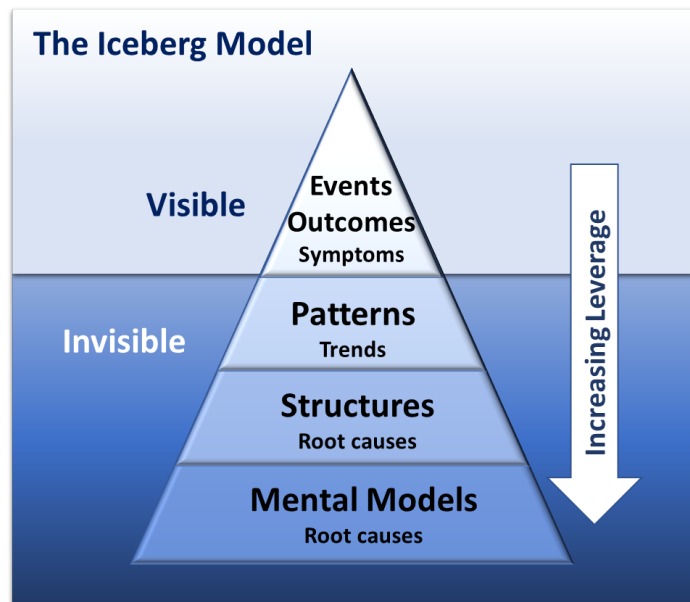 The Iceberg Model
Visible
Events
Outcomes
Symptoms
Invisible
Patterns
Trends
Structures
Root causes
Mental Models
Root causes
Increasing Leverage